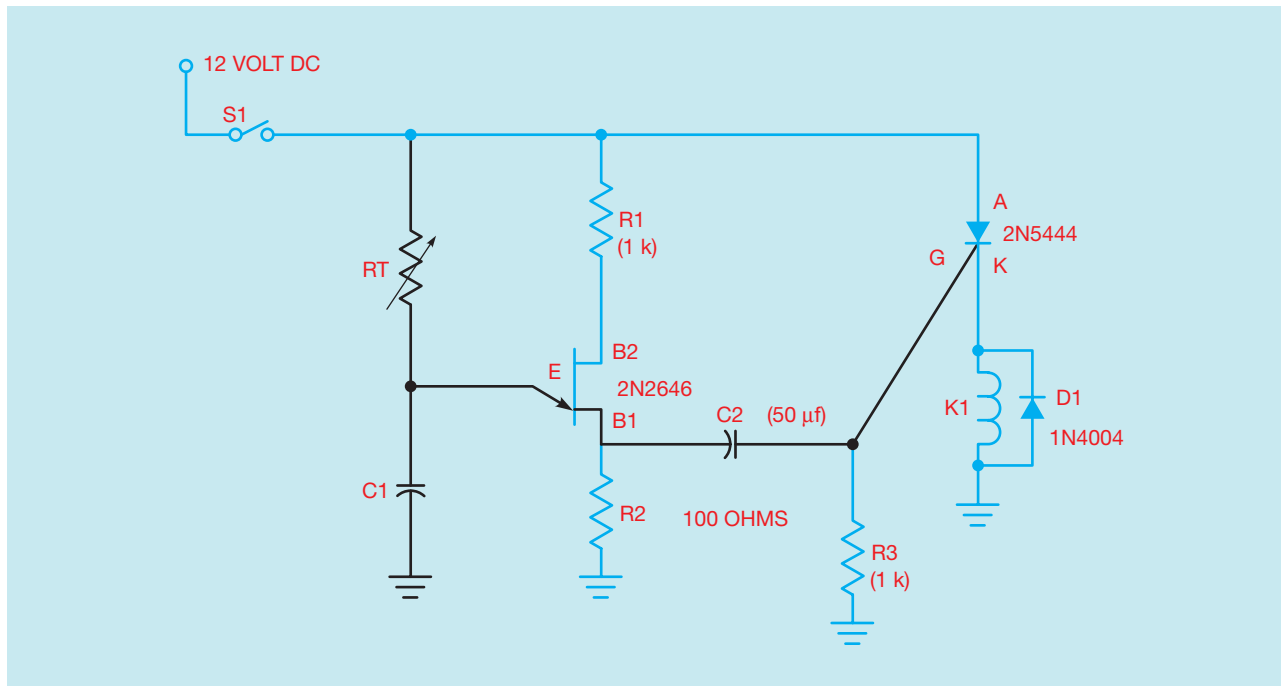 12 VOLT DC
S1
A
R1
(1 k)
2N5444
G
K
RT
B2
E
2N2646
B1
C2 (50 µf)
K1
D1
1N4004
C1
R2
100 OHMS
R3
(1 k)